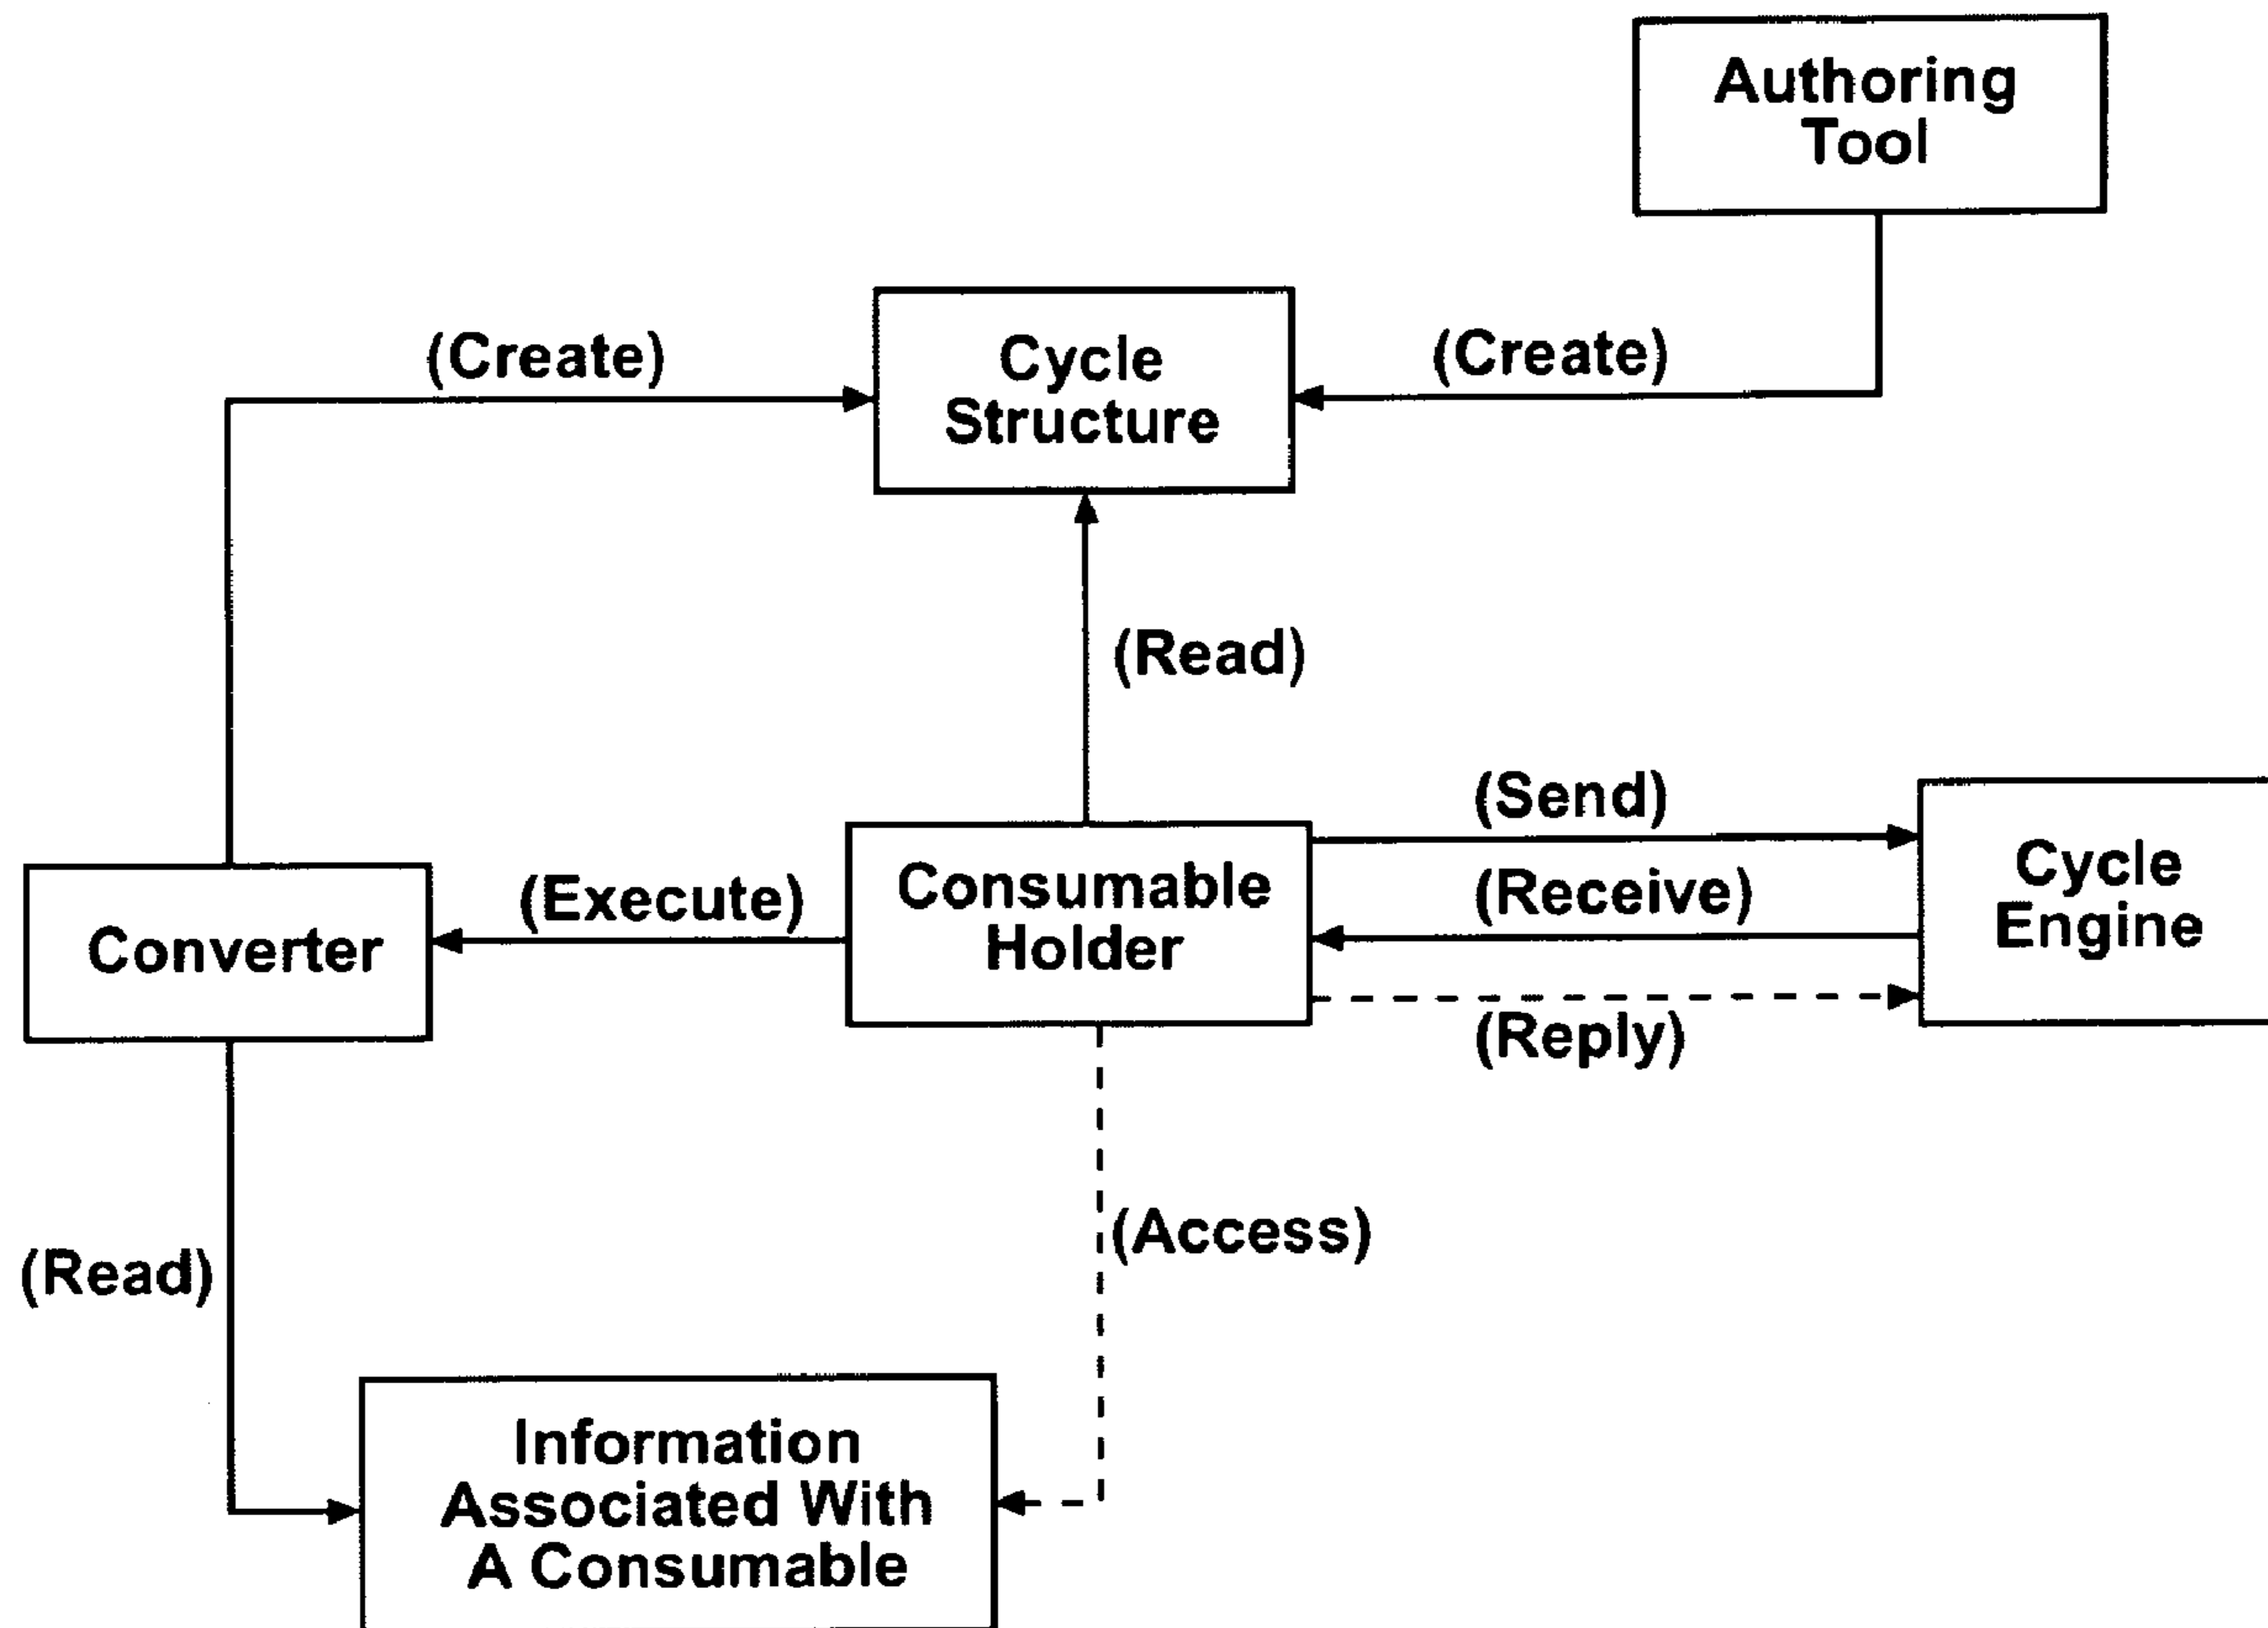 Authoring
Tool
(Create)
Cycle
Structure
(Create)
(Read)
(Send)
Cycle
Engine
(Receive)
Consumable
Holder
(Execute)
Converter
(Reply)
(Access)
(Read)
Information
Associated With
A Consumable